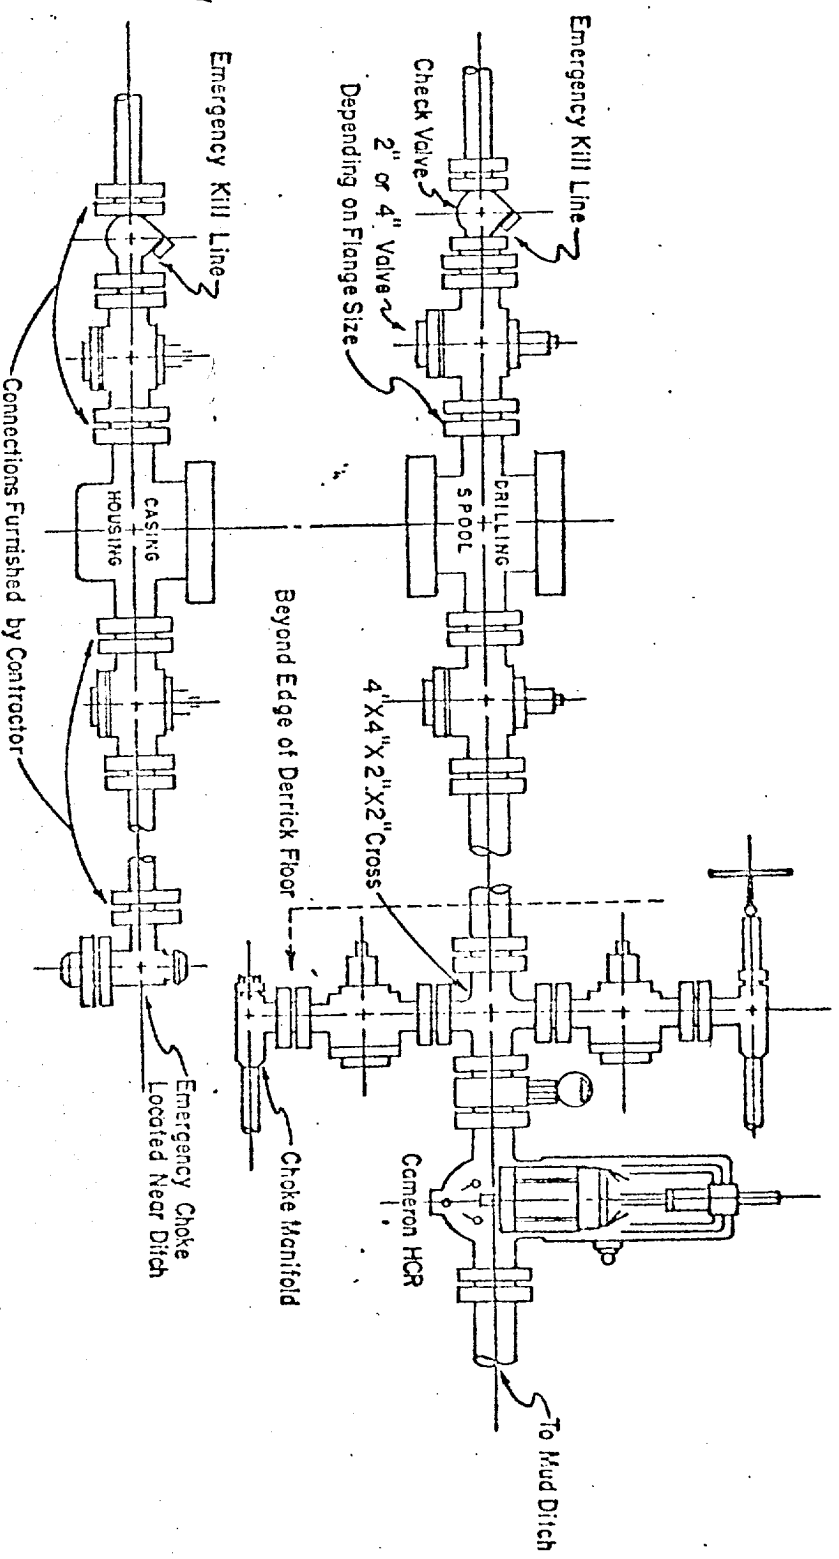 Emergency Kill Line
Check Valve
2" or 4" Valve
Depending on Flange Size
DRILLING
SPOOL
4"X4"X2"X2" Cross
Beyond Edge of Derrick Floor
Cameron HCR
To Mud Ditch
Choke Manifold
Emergency Kill Line
CASING
HOUSING
Connections Furnished by Contractor
Emergency Choke
Located Near Ditch